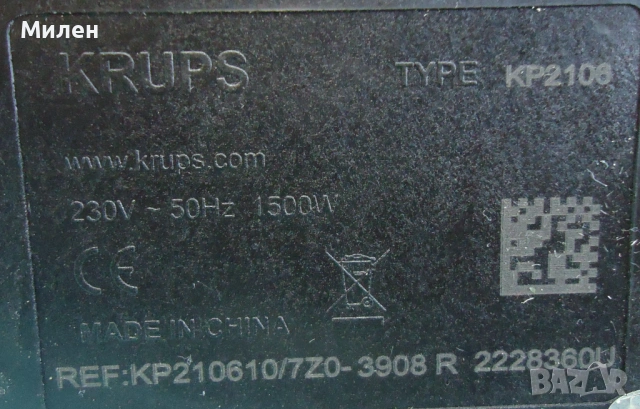 Милен
KRUPS TYPE KP2106
www.krups.com
230V ~ 50Hz 1500W
CE
MADE IN CHINA
REF:KP210610/7Z0-3908 R 2228360U
BAZAR